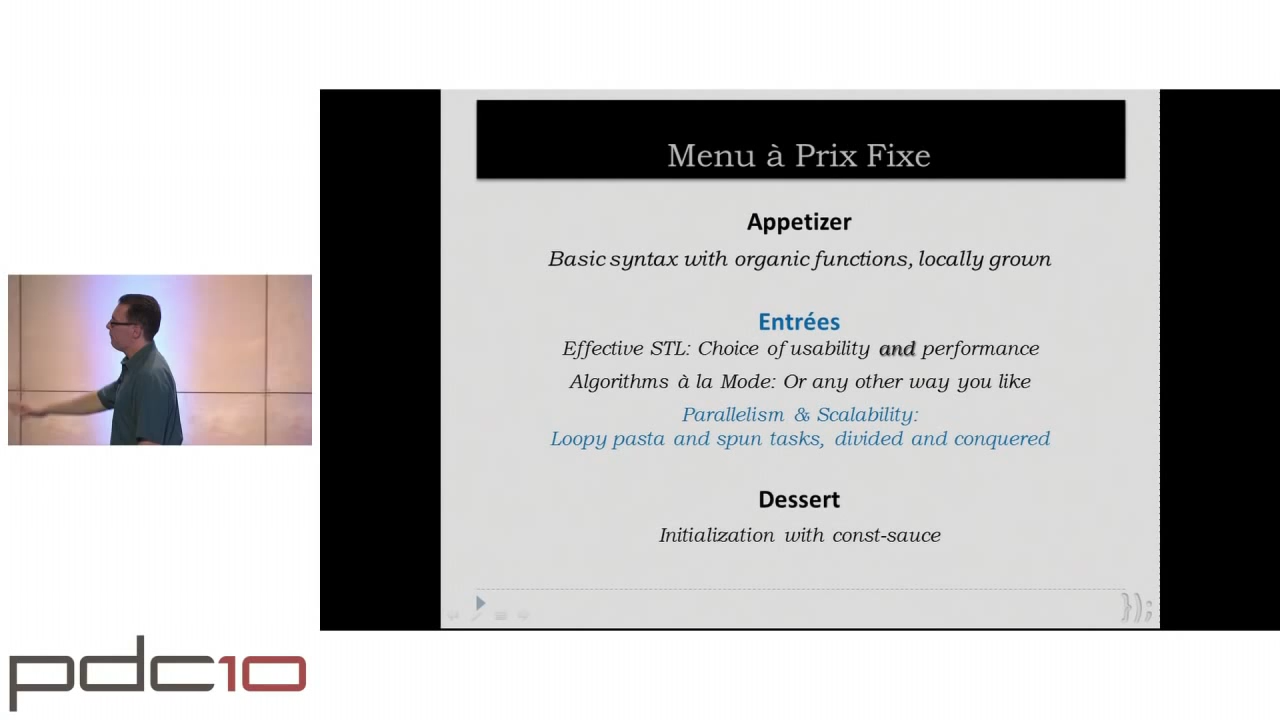 Menu à Prix Fixe
Appetizer
Basic syntax with organic functions, locally grown
Entrées
Effective STL: Choice of usability and performance
Algorithms à la Mode: Or any other way you like
Parallelism & Scalability:
Loopy pasta and spun tasks, divided and conquered
Dessert
Initialization with const-sauce
});
pdc10